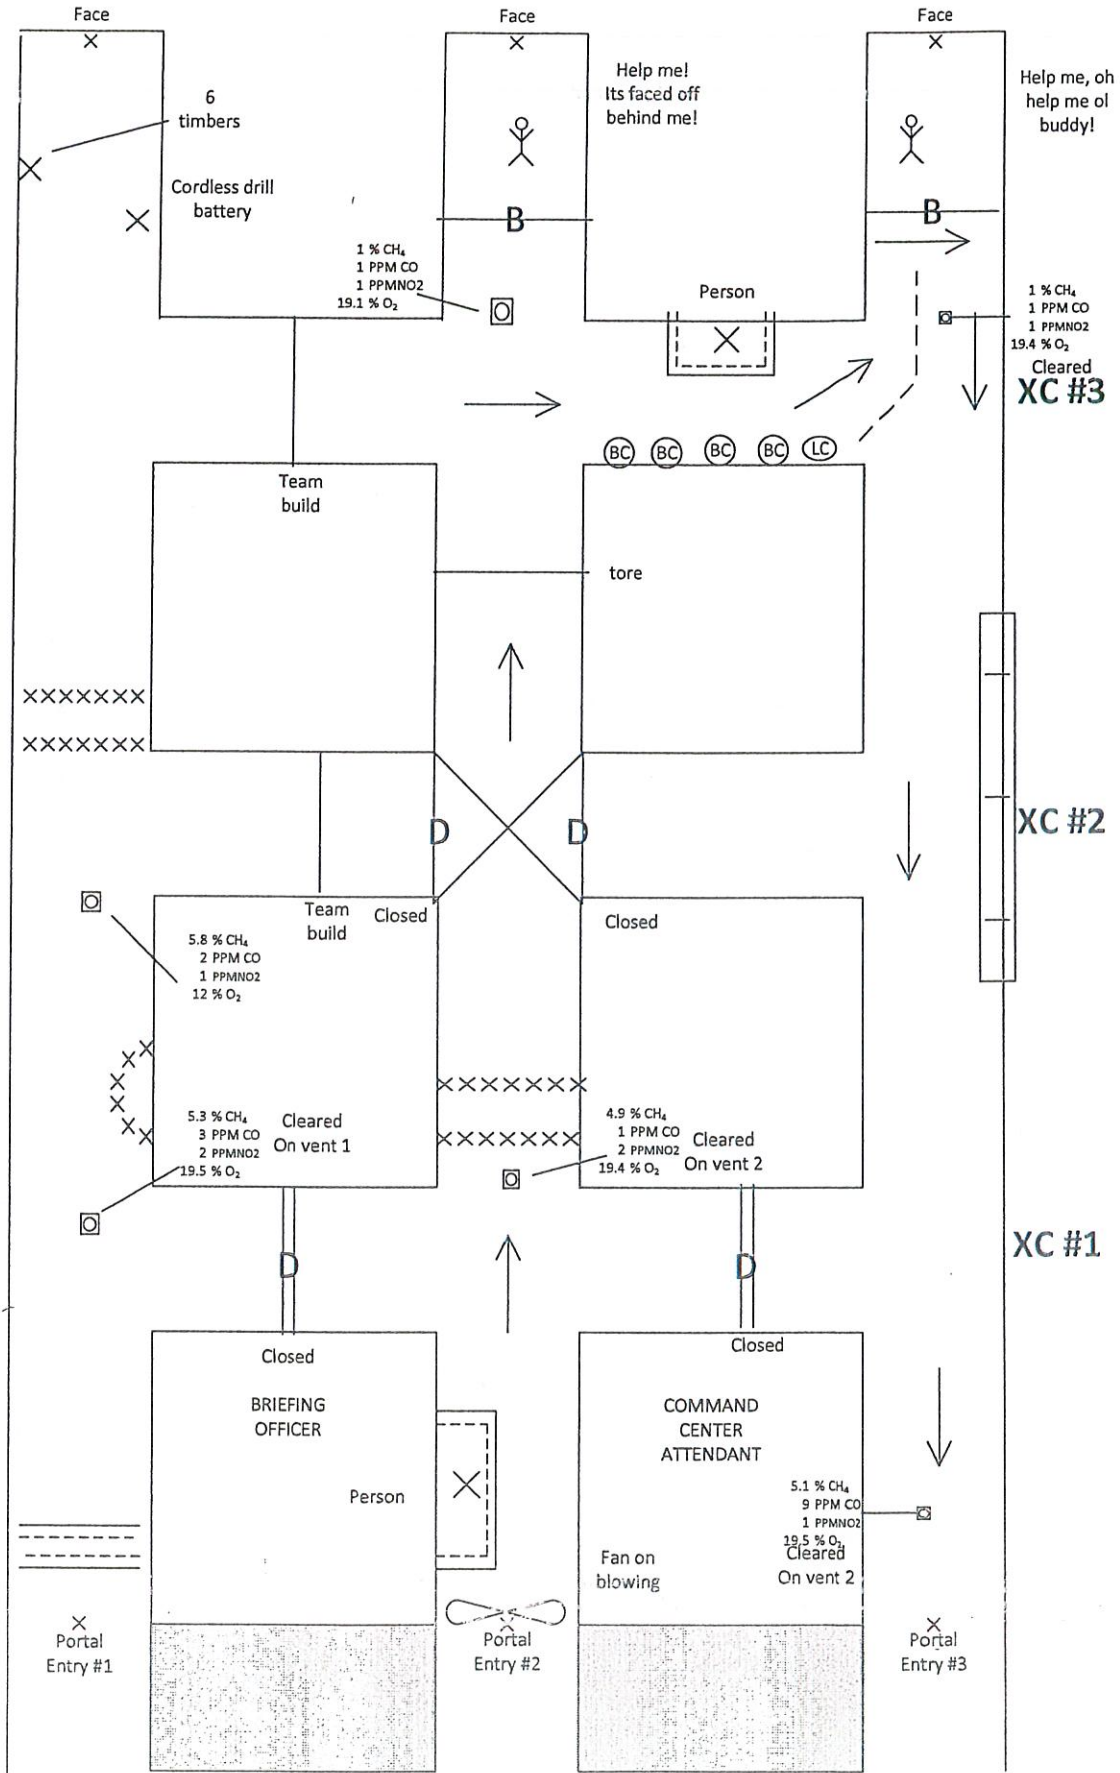 Face
Face
Face
6
timbers
Help me!
Its faced off
behind me!
Help me, oh
help me ol
buddy!
Cordless drill
battery
B
B
1 % CH₄
1 PPM CO
1 PPMNO2
19.1 % O₂
Person
1 % CH₄
1 PPM CO
1 PPMNO2
19.4 % O₂
Cleared
XC #3
BC
BC
BC
BC
LC
Team
build
tore
D
D
XC #2
Team
build
Closed
Closed
5.8 % CH₄
2 PPM CO
1 PPMNO2
12 % O₂
5.3 % CH₄
3 PPM CO
2 PPMNO2
19.5 % O₂
Cleared
On vent 1
4.9 % CH₄
1 PPM CO
2 PPMNO2
19.4 % O₂
Cleared
On vent 2
D
D
XC #1
Closed
Closed
BRIEFING
OFFICER
COMMAND
CENTER
ATTENDANT
Person
5.1 % CH₄
9 PPM CO
1 PPMNO2
19.5 % O₂
Cleared
On vent 2
Fan on
blowing
Portal
Entry #1
Portal
Entry #2
Portal
Entry #3